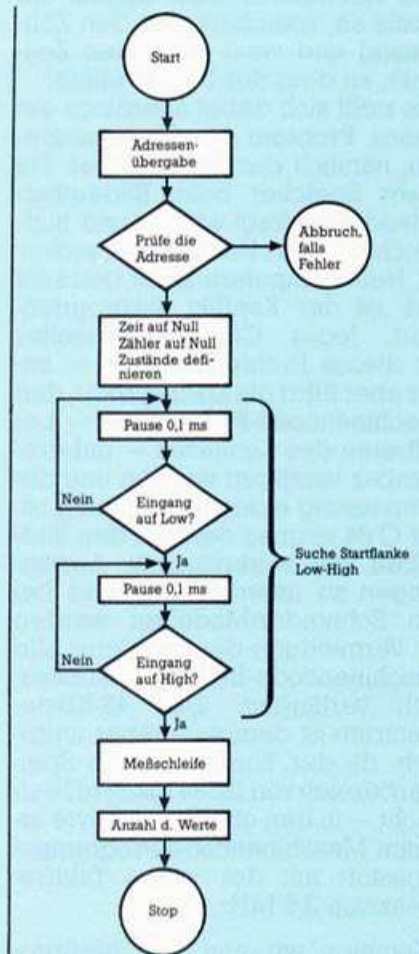 Start
Adressen-
übergabe
Prüfe die
Adresse
Abbruch,
falls
Fehler
Zeit auf Null
Zähler auf Null
Zustände defi-
nieren
Pause 0,1 ms
Nein
Eingang
auf Low?
Ja
Suche Startflanke
Low-High
Pause 0,1 ms
Nein
Eingang
auf High?
Ja
Meßschleife
Anzahl d. Werte
Stop